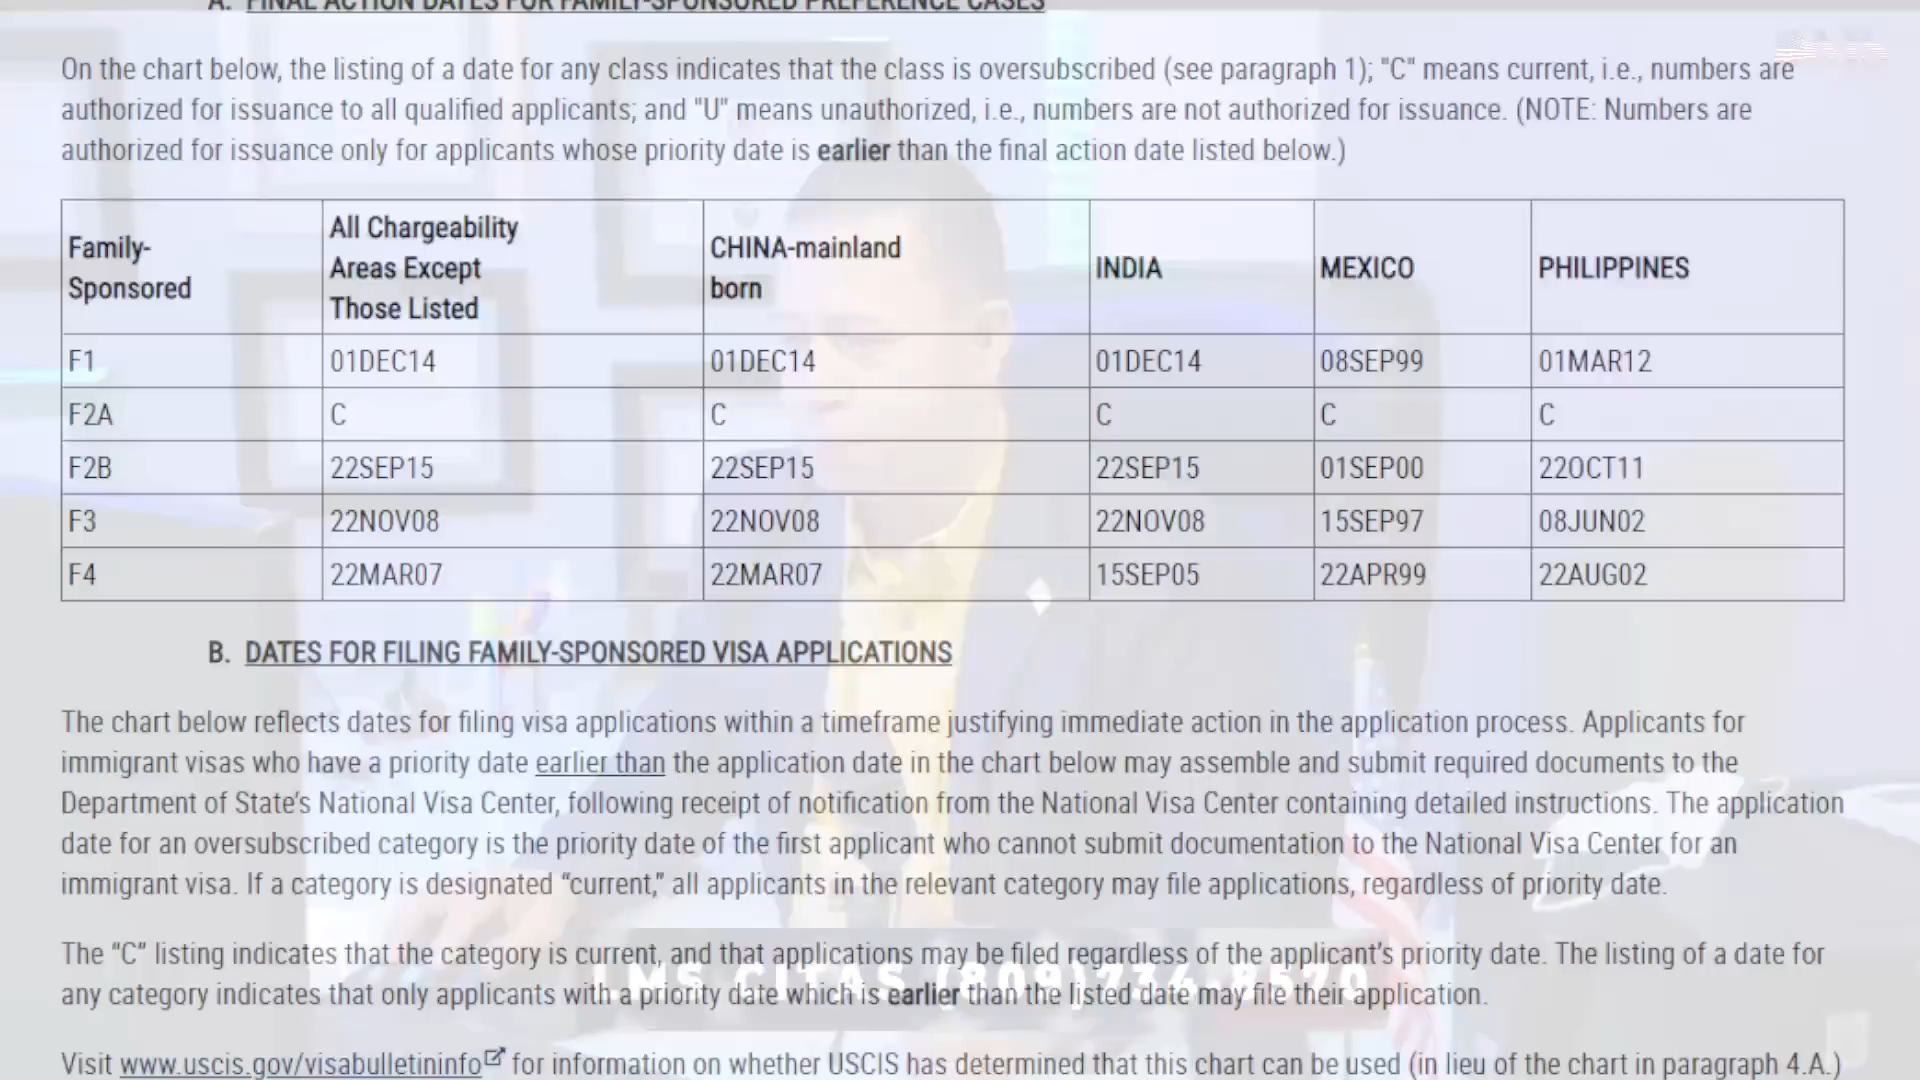 A. FINAL ACTION DATES FOR FAMILY-SPONSORED PREFERENCE CASES
On the chart below, the listing of a date for any class indicates that the class is oversubscribed (see paragraph 1); "C" means current, i.e., numbers are
authorized for issuance to all qualified applicants; and "U" means unauthorized, i.e., numbers are not authorized for issuance. (NOTE: Numbers are
authorized for issuance only for applicants whose priority date is earlier than the final action date listed below.)
Family-Sponsored All Chargeability Areas Except Those Listed CHINA-mainland born INDIA MEXICO PHILIPPINES
F1 01DEC14 01DEC14 01DEC14 08SEP99 01MAR12
F2A C C C C C
F2B 22SEP15 22SEP15 22SEP15 01SEP00 22OCT11
F3 22NOV08 22NOV08 22NOV08 15SEP97 08JUN02
F4 22MAR07 22MAR07 15SEP05 22APR99 22AUG02
B. DATES FOR FILING FAMILY-SPONSORED VISA APPLICATIONS
The chart below reflects dates for filing visa applications within a timeframe justifying immediate action in the application process. Applicants for
immigrant visas who have a priority date earlier than the application date in the chart below may assemble and submit required documents to the
Department of State's National Visa Center, following receipt of notification from the National Visa Center containing detailed instructions. The application
date for an oversubscribed category is the priority date of the first applicant who cannot submit documentation to the National Visa Center for an
immigrant visa. If a category is designated “current,” all applicants in the relevant category may file applications, regardless of priority date.
The “C” listing indicates that the category is current, and that applications may be filed regardless of the applicant's priority date. The listing of a date for
any category indicates that only applicants with a priority date which is earlier than the listed date may file their application.
LMS CITAS (809)734-8570
Visit www.uscis.gov/visabulletininfo for information on whether USCIS has determined that this chart can be used (in lieu of the chart in paragraph 4.A.)